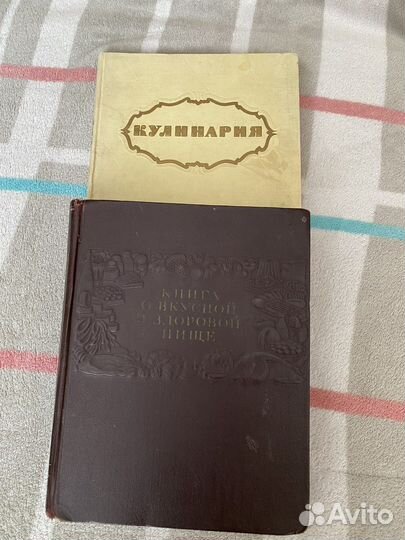 КУЛИНАРИЯ
КНИГА
О ВКУСНОЙ
И ЗДОРОВОЙ
ПИЩЕ
Avito